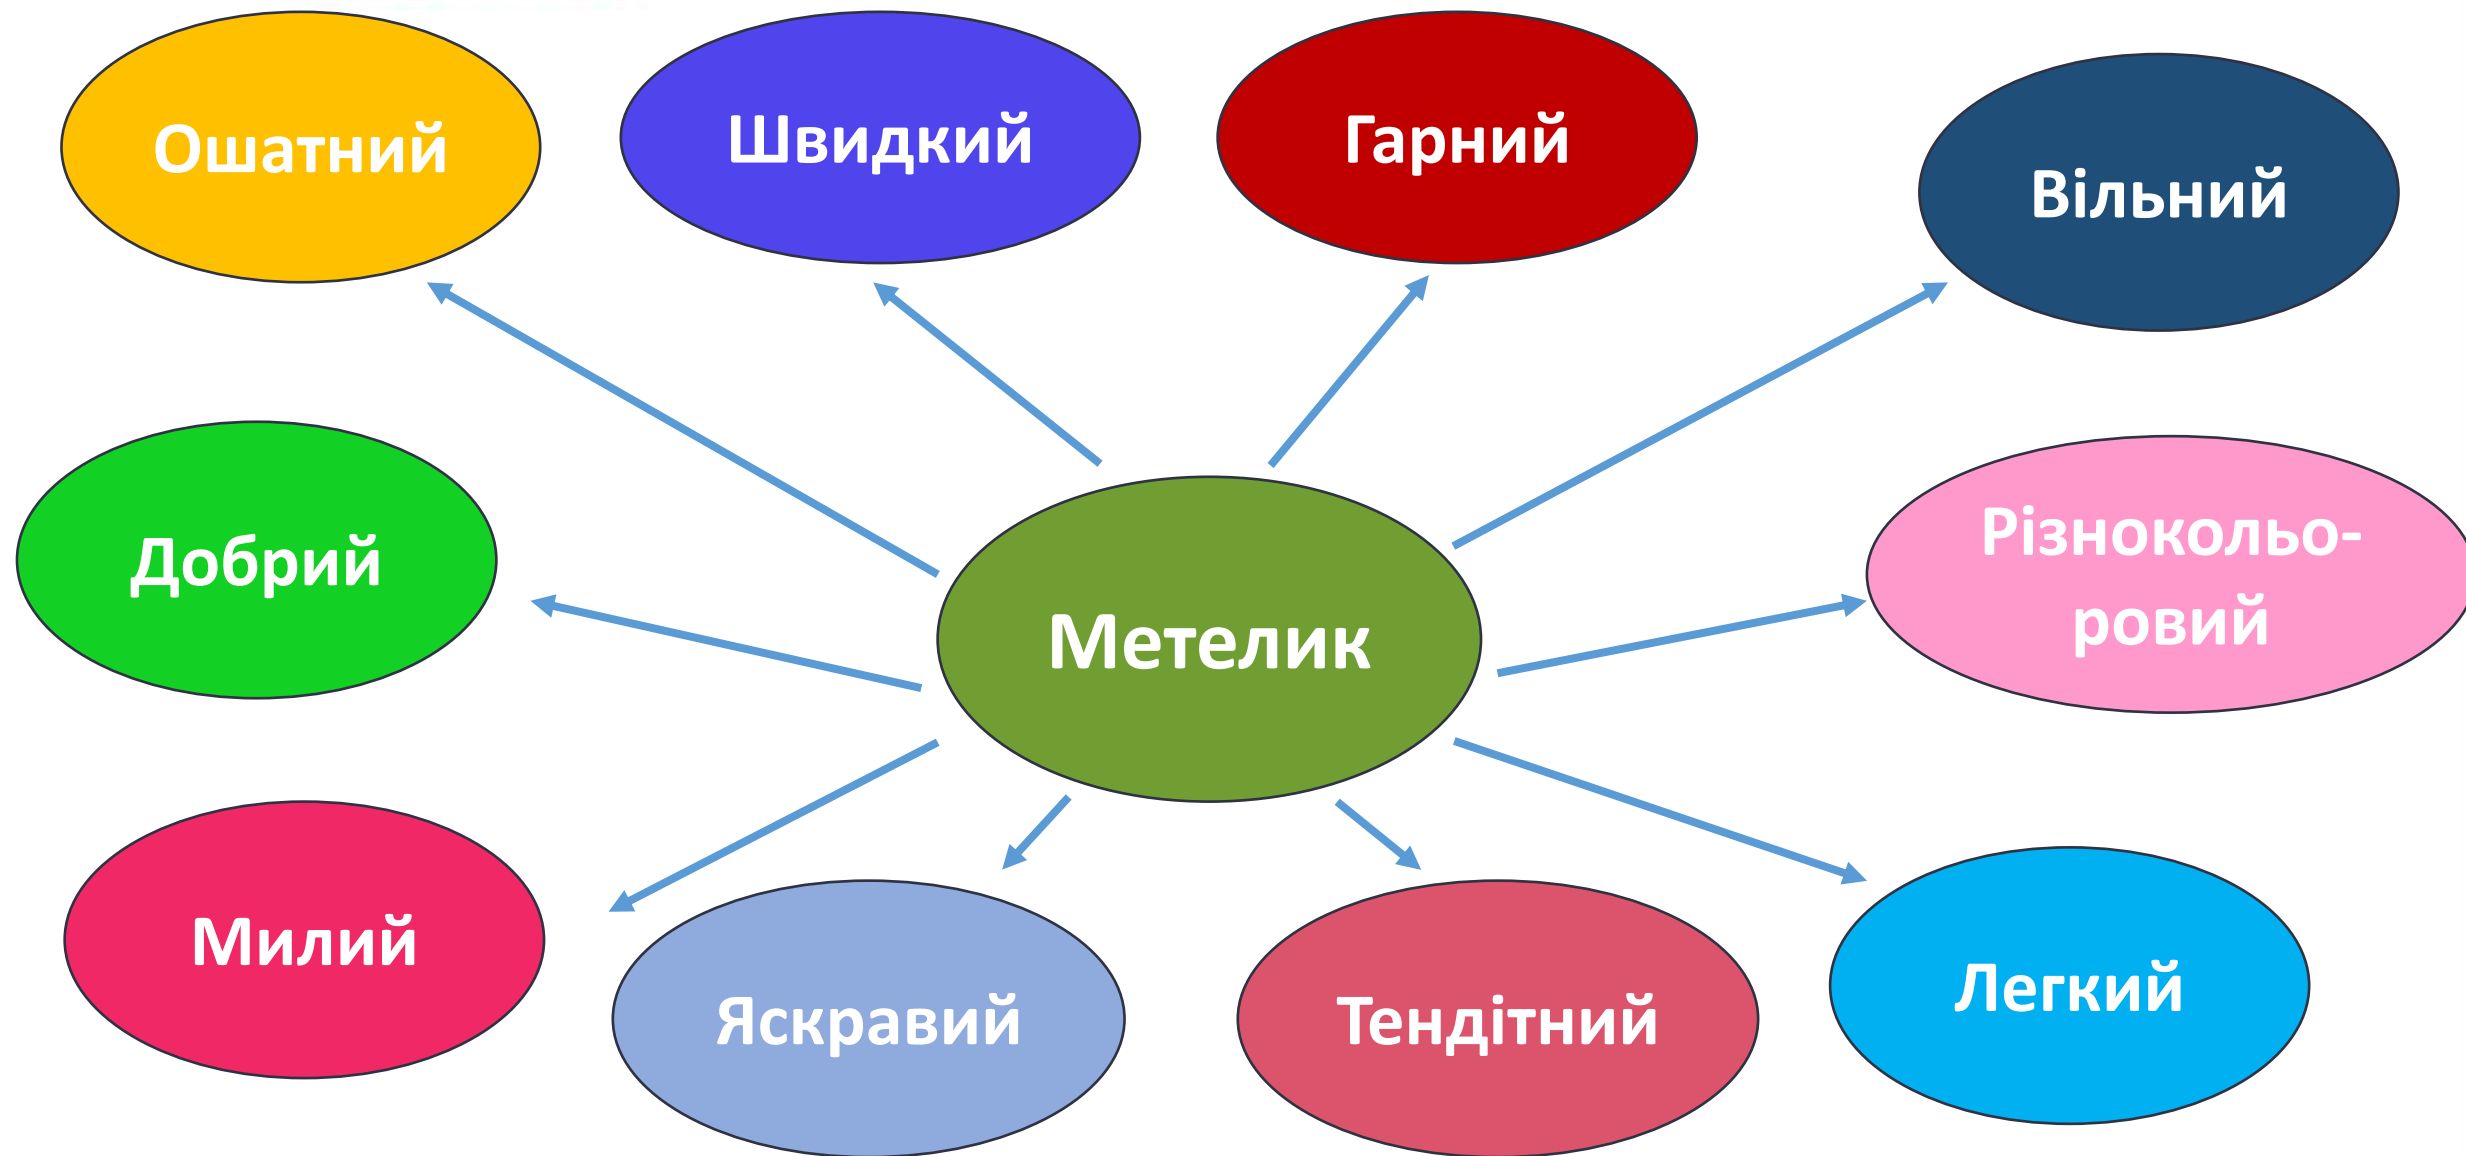 Ошатний
Швидкий
Гарний
Вільний
Добрий
Різнокольо-
ровий
Метелик
Милий
Яскравий
Тендітний
Легкий